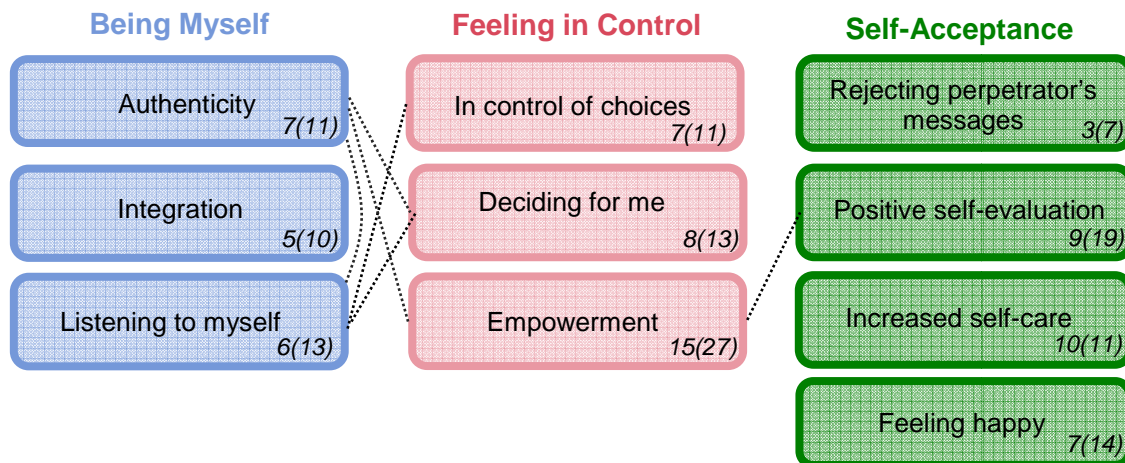 Being Myself
Authenticity
7(11)
Integration
5(10)
Listening to myself
6(13)
Feeling in Control
In control of choices
7(11)
Deciding for me
8(13)
Empowerment
15(27)
Self-Acceptance
Rejecting perpetrator's
messages
3(7)
Positive self-evaluation
9(19)
Increased self-care
10(11)
Feeling happy
7(14)